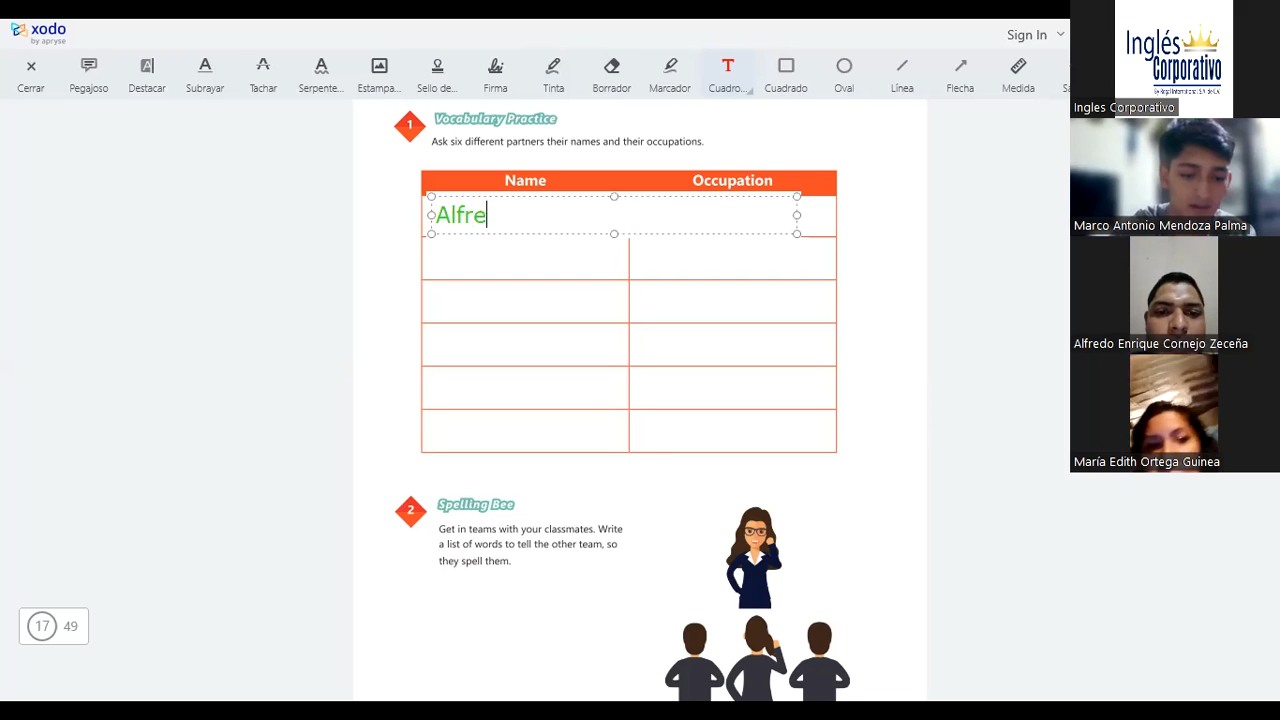 xodo
by apryse
Sign In
Cerrar
Pegajoso
Destacar
Subrayar
Tachar
Serpente...
Estampa...
Sello de...
Firma
Tinta
Borrador
Marcador
Cuadro...
Cuadrado
Oval
Línea
Flecha
Medida
Sa
1 Vocabulary Practice
Ask six different partners their names and their occupations.
Name Occupation
Alfre
2 Spelling Bee
Get in teams with your classmates. Write
a list of words to tell the other team, so
they spell them.
17 49
Inglés
Corporativo
Ingles Corporativo
Marco Antonio Mendoza Palma
Alfredo Enrique Cornejo Zeceña
María Edith Ortega Guinea